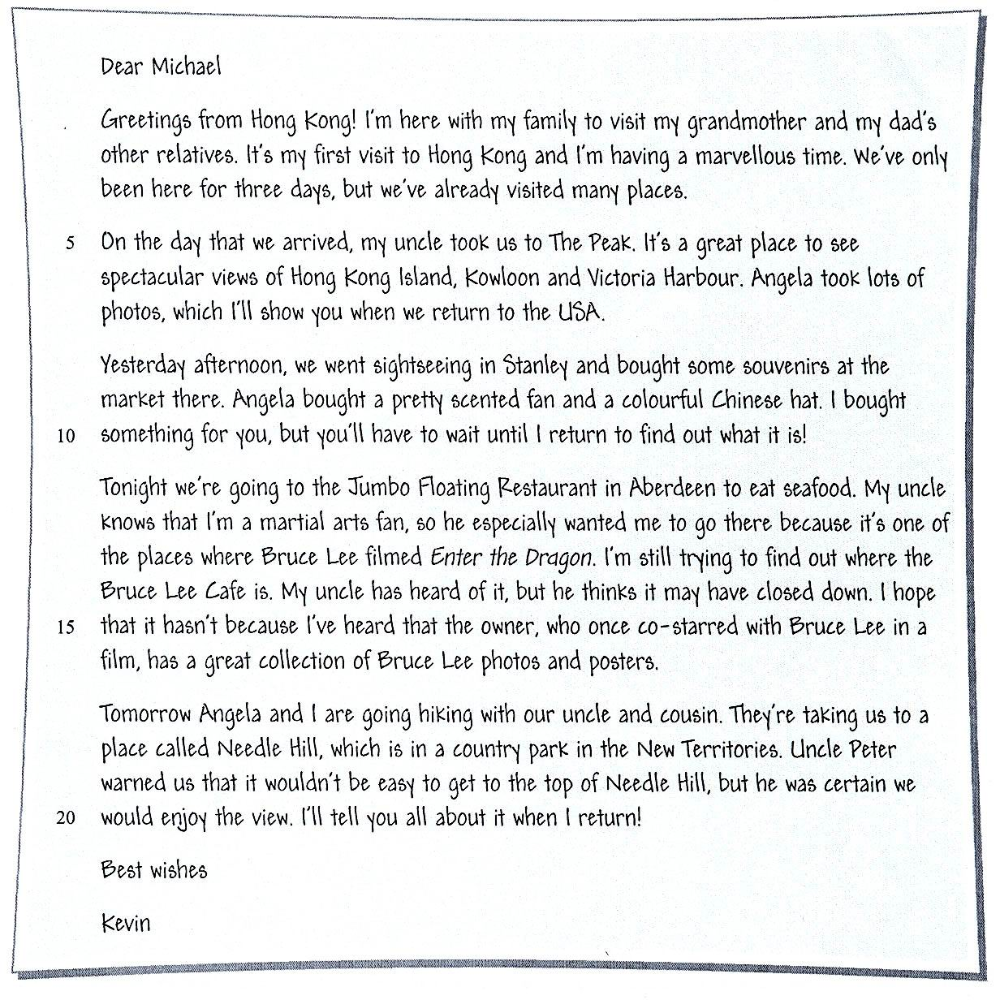 Dear Michael
Greetings from Hong Kong! I'm here with my family to visit my grandmother and my dad's
other relatives. It's my first visit to Hong Kong and I'm having a marvellous time. We've only
been here for three days, but we've already visited many places.
5 On the day that we arrived, my uncle took us to The Peak. It's a great place to see
spectacular views of Hong Kong Island, Kowloon and Victoria Harbour. Angela took lots of
photos, which I'll show you when we return to the USA.
Yesterday afternoon, we went sightseeing in Stanley and bought some souvenirs at the
market there. Angela bought a pretty scented fan and a colourful Chinese hat. I bought
10 something for you, but you'll have to wait until I return to find out what it is!
Tonight we're going to the Jumbo Floating Restaurant in Aberdeen to eat seafood. My uncle
knows that I'm a martial arts fan, so he especially wanted me to go there because it's one of
the places where Bruce Lee filmed Enter the Dragon. I'm still trying to find out where the
Bruce Lee Cafe is. My uncle has heard of it, but he thinks it may have closed down. I hope
15 that it hasn't because I've heard that the owner, who once co-starred with Bruce Lee in a
film, has a great collection of Bruce Lee photos and posters.
Tomorrow Angela and I are going hiking with our uncle and cousin. They're taking us to a
place called Needle Hill, which is in a country park in the New Territories. Uncle Peter
warned us that it wouldn't be easy to get to the top of Needle Hill, but he was certain we
20 would enjoy the view. I'll tell you all about it when I return!
Best wishes
Kevin